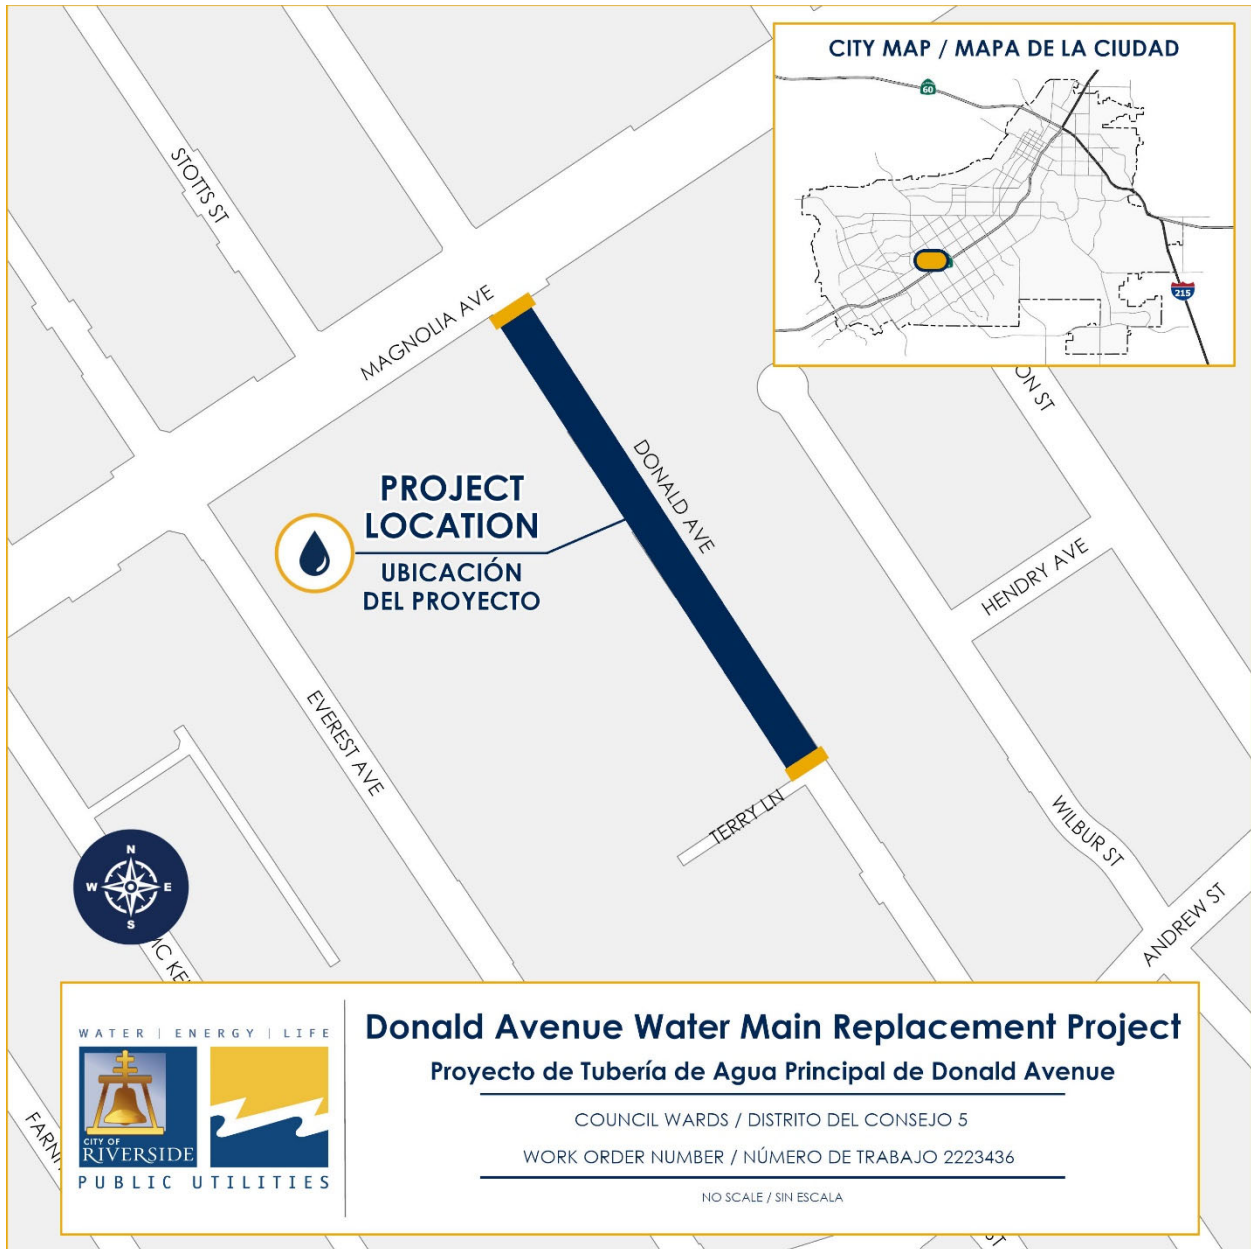 CITY MAP / MAPA DE LA CIUDAD
60
215
STOTTS ST
MAGNOLIA AVE
DONALD AVE
PROJECT
LOCATION
UBICACIÓN
DEL PROYECTO
HENDRY AVE
EVEREST AVE
TERRY LN
WILBUR ST
ANDREW ST
N
W E
S
WATER | ENERGY | LIFE
CITY OF
RIVERSIDE
PUBLIC UTILITIES
Donald Avenue Water Main Replacement Project
Proyecto de Tubería de Agua Principal de Donald Avenue
COUNCIL WARDS / DISTRITO DEL CONSEJO 5
WORK ORDER NUMBER / NÚMERO DE TRABAJO 2223436
NO SCALE / SIN ESCALA